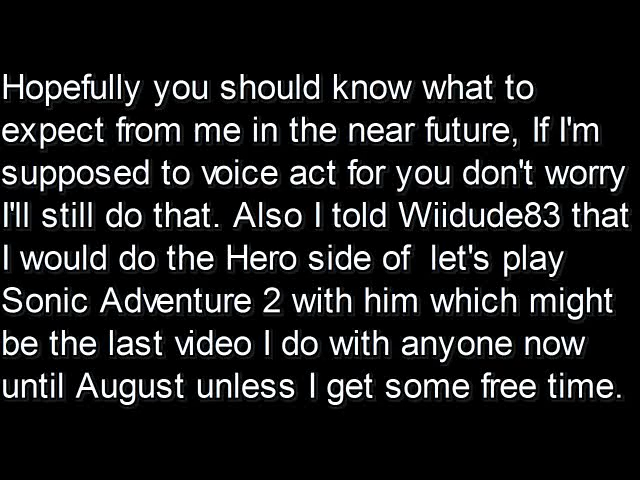 Hopefully you should know what to
expect from me in the near future, If I'm
supposed to voice act for you don't worry
I'll still do that. Also I told Wiidude83 that
I would do the Hero side of  let's play
Sonic Adventure 2 with him which might
be the last video I do with anyone now
until August unless I get some free time.